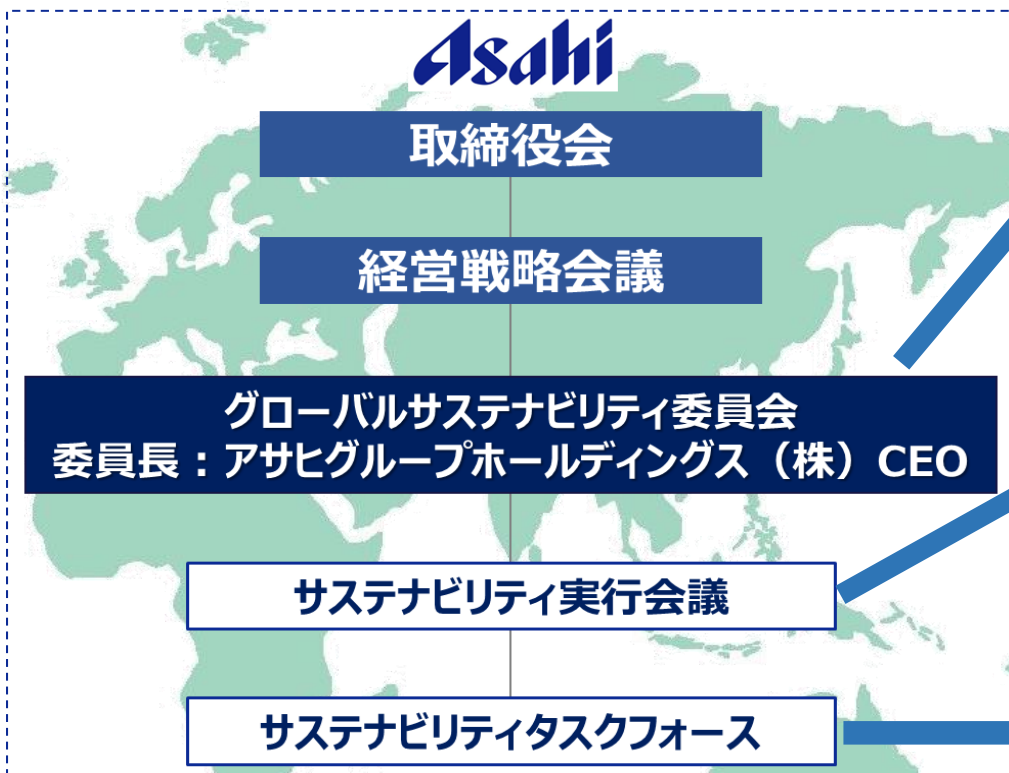 Asahi
取締役会
経営戦略会議
グローバルサステナビリティ委員会
委員長：アサヒグループホールディングス（株）CEO
サステナビリティ実行会議
サステナビリティタスクフォース